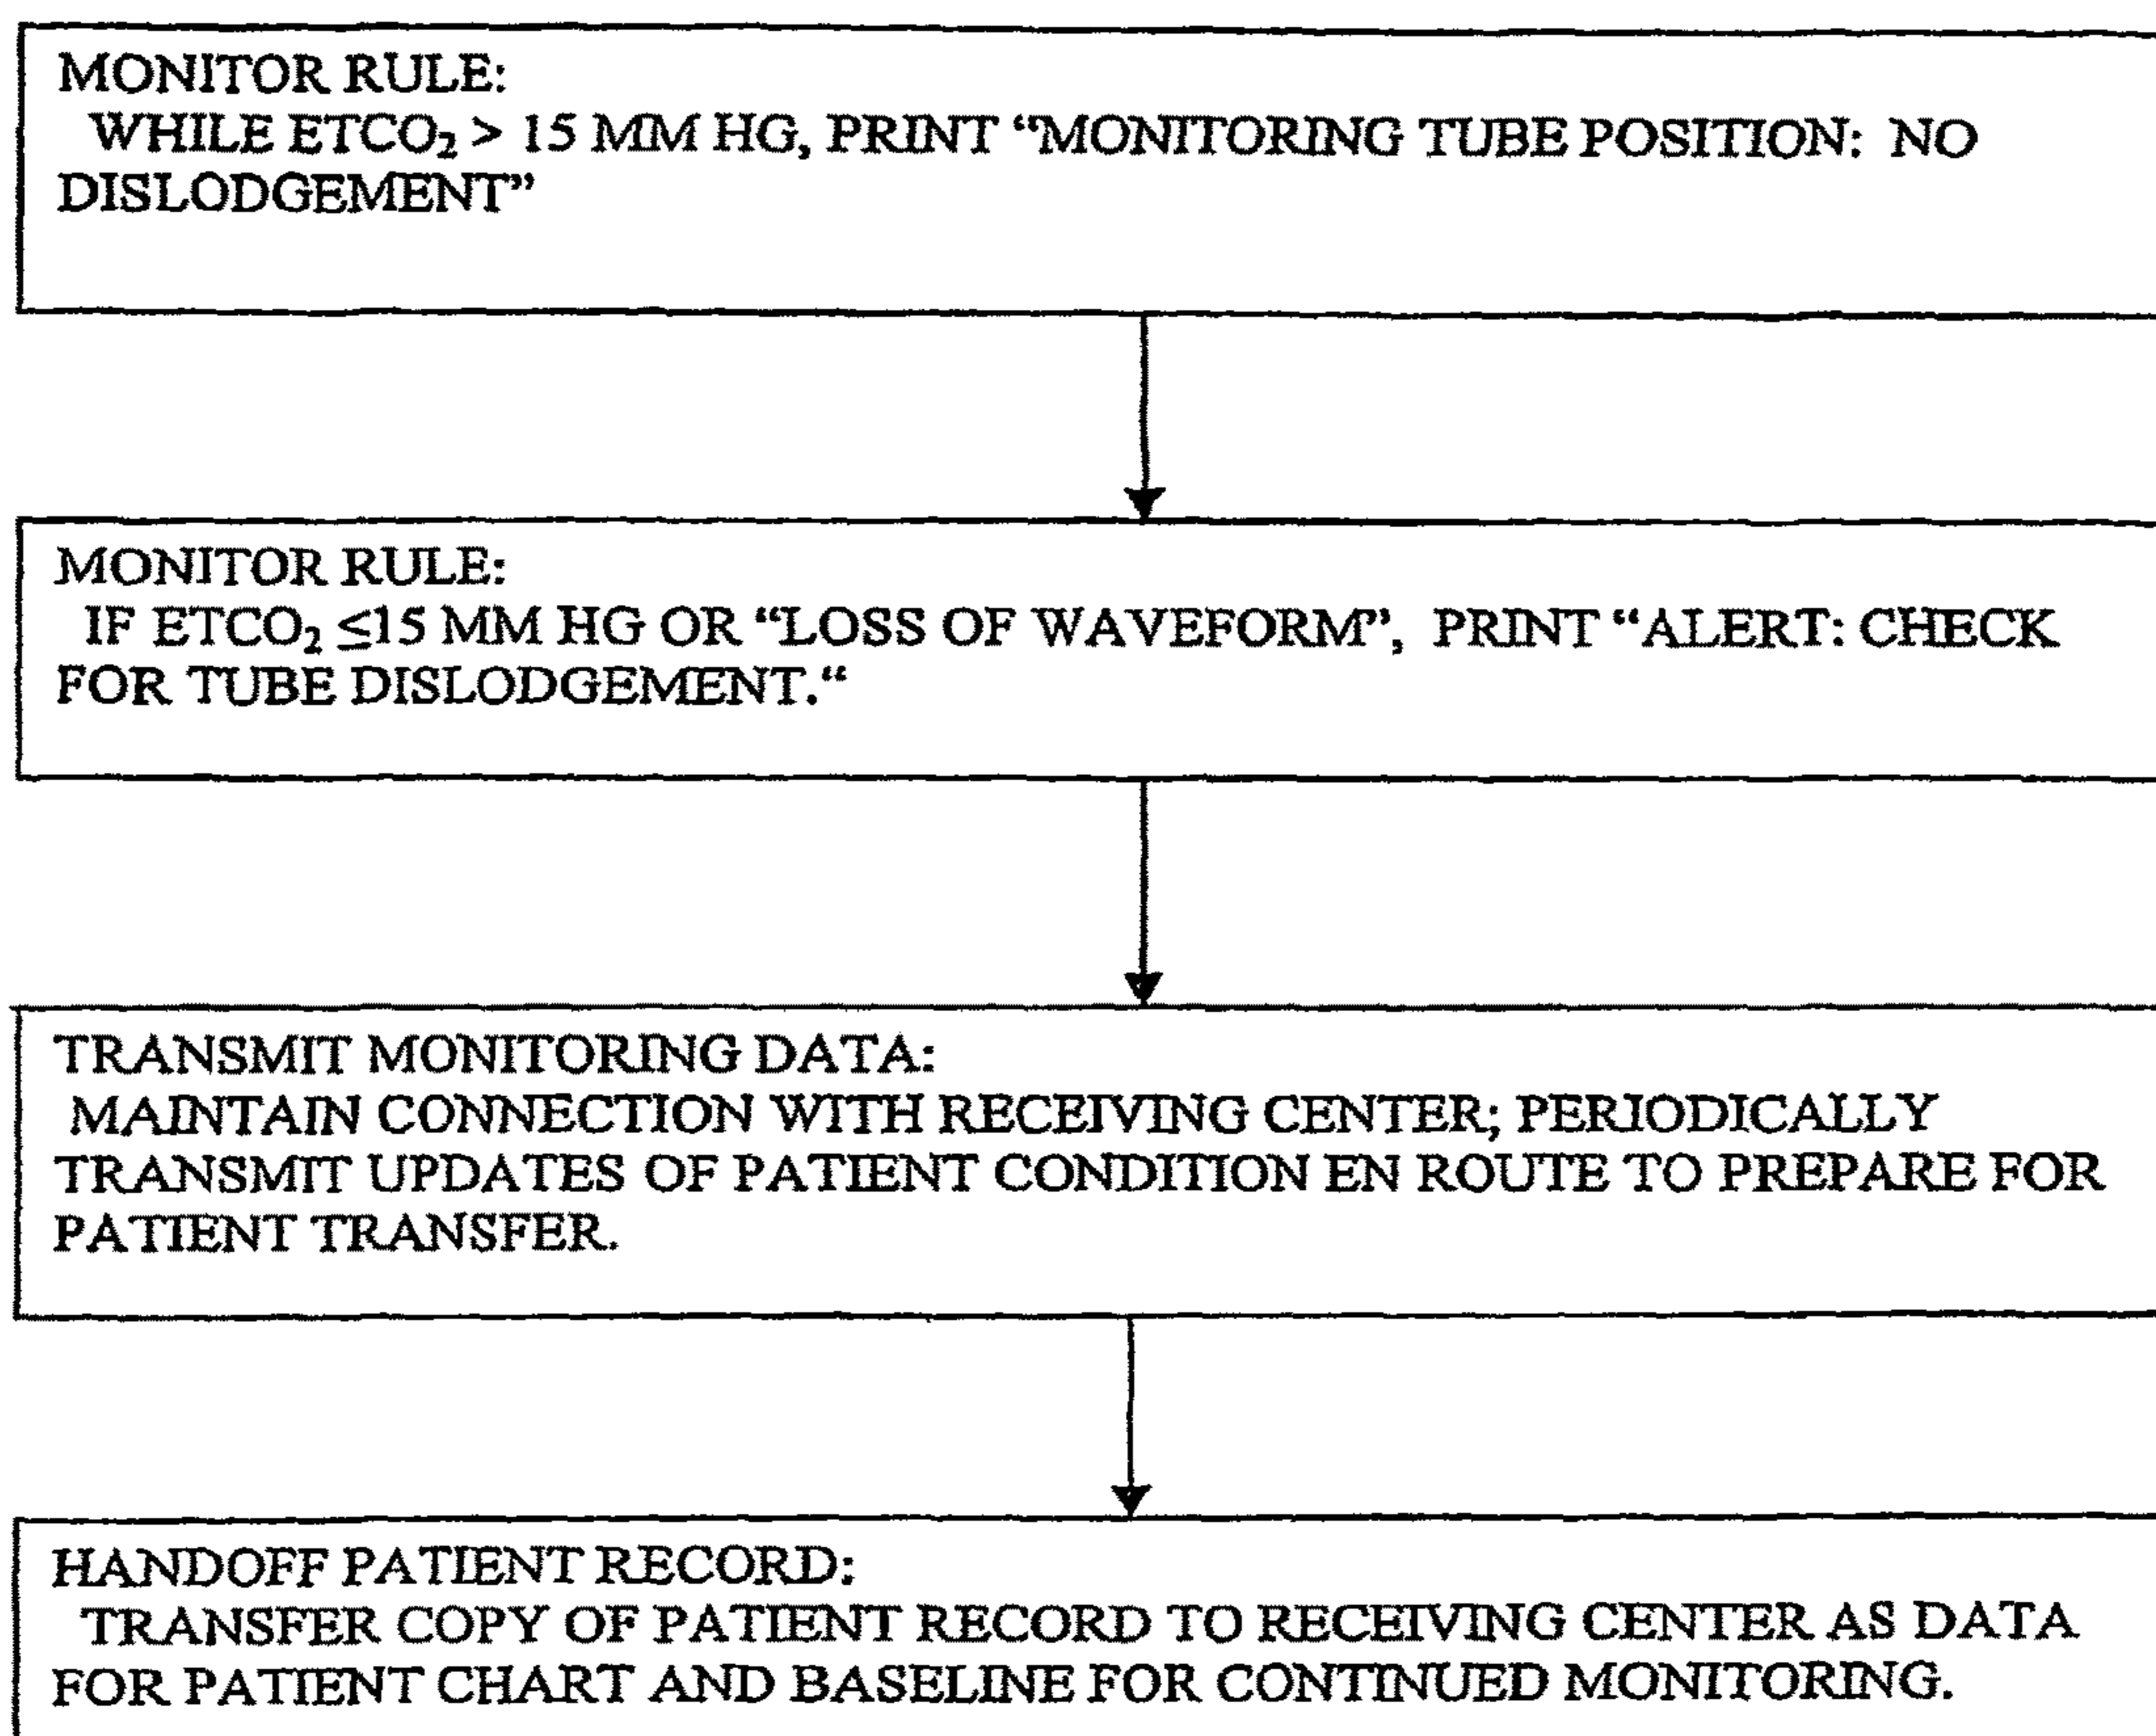 MONITOR RULE:
WHILE ETCO₂ > 15 MM HG, PRINT “MONITORING TUBE POSITION: NO
DISLODGEMENT”
MONITOR RULE:
IF ETCO₂ ≤15 MM HG OR “LOSS OF WAVEFORM”, PRINT “ALERT: CHECK
FOR TUBE DISLODGEMENT.“
TRANSMIT MONITORING DATA:
MAINTAIN CONNECTION WITH RECEIVING CENTER; PERIODICALLY
TRANSMIT UPDATES OF PATIENT CONDITION EN ROUTE TO PREPARE FOR
PATIENT TRANSFER.
HANDOFF PATIENT RECORD:
TRANSFER COPY OF PATIENT RECORD TO RECEIVING CENTER AS DATA
FOR PATIENT CHART AND BASELINE FOR CONTINUED MONITORING.